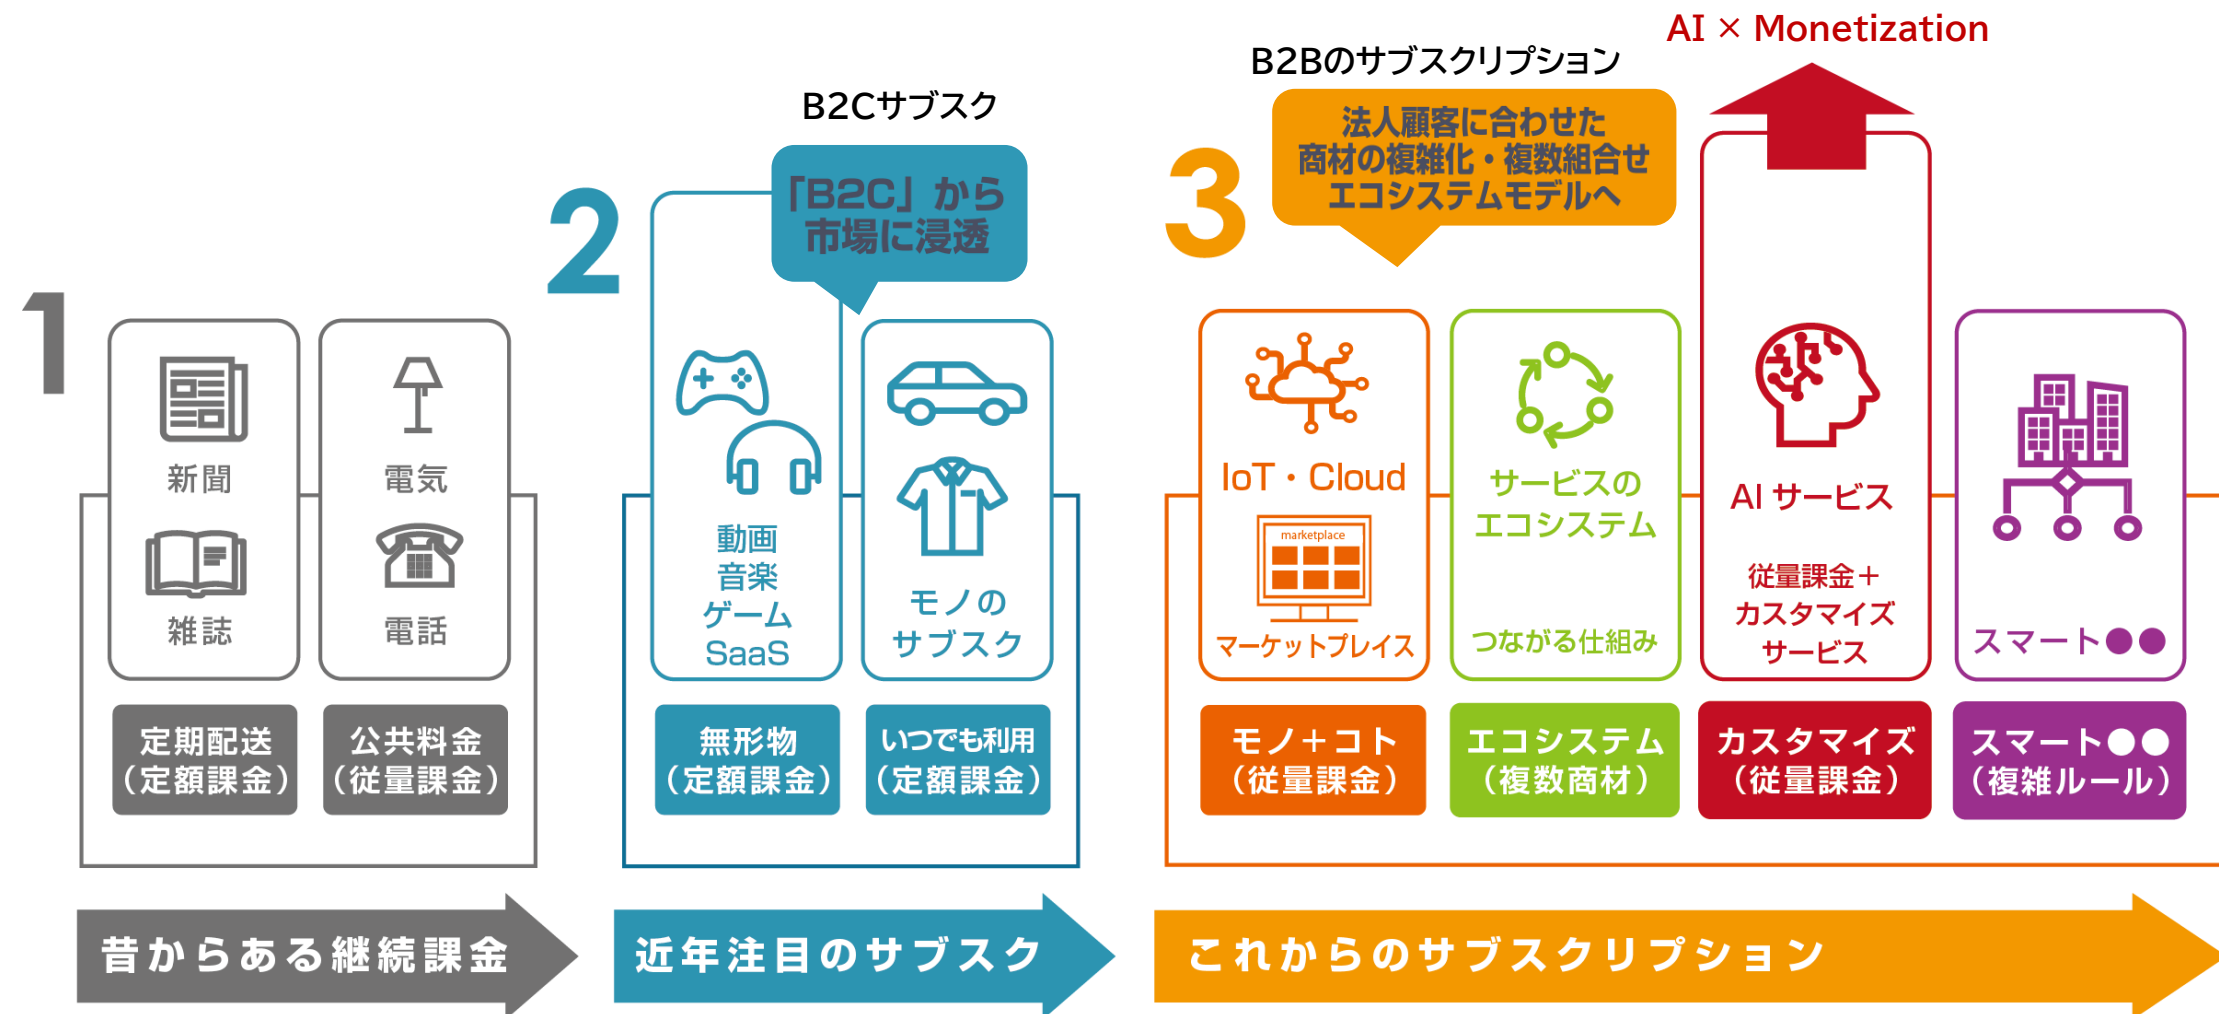 AI × Monetization
B2Bのサブスクリプション
B2Cサブスク
1
新聞
雑誌
定期配送
（定額課金）
電気
電話
公共料金
（従量課金）
昔からある継続課金
2
「B2C」から
市場に浸透
動画
音楽
ゲーム
SaaS
無形物
（定額課金）
モノの
サブスク
いつでも利用
（定額課金）
近年注目のサブスク
3
法人顧客に合わせた
商材の複雑化・複数組合せ
エコシステムモデルへ
IoT・Cloud
marketplace
マーケットプレイス
モノ＋コト
（従量課金）
サービスの
エコシステム
つながる仕組み
エコシステム
（複数商材）
AI サービス
従量課金＋
カスタマイズ
サービス
カスタマイズ
（従量課金）
スマート●●
スマート●●
（複雑ルール）
これからのサブスクリプション